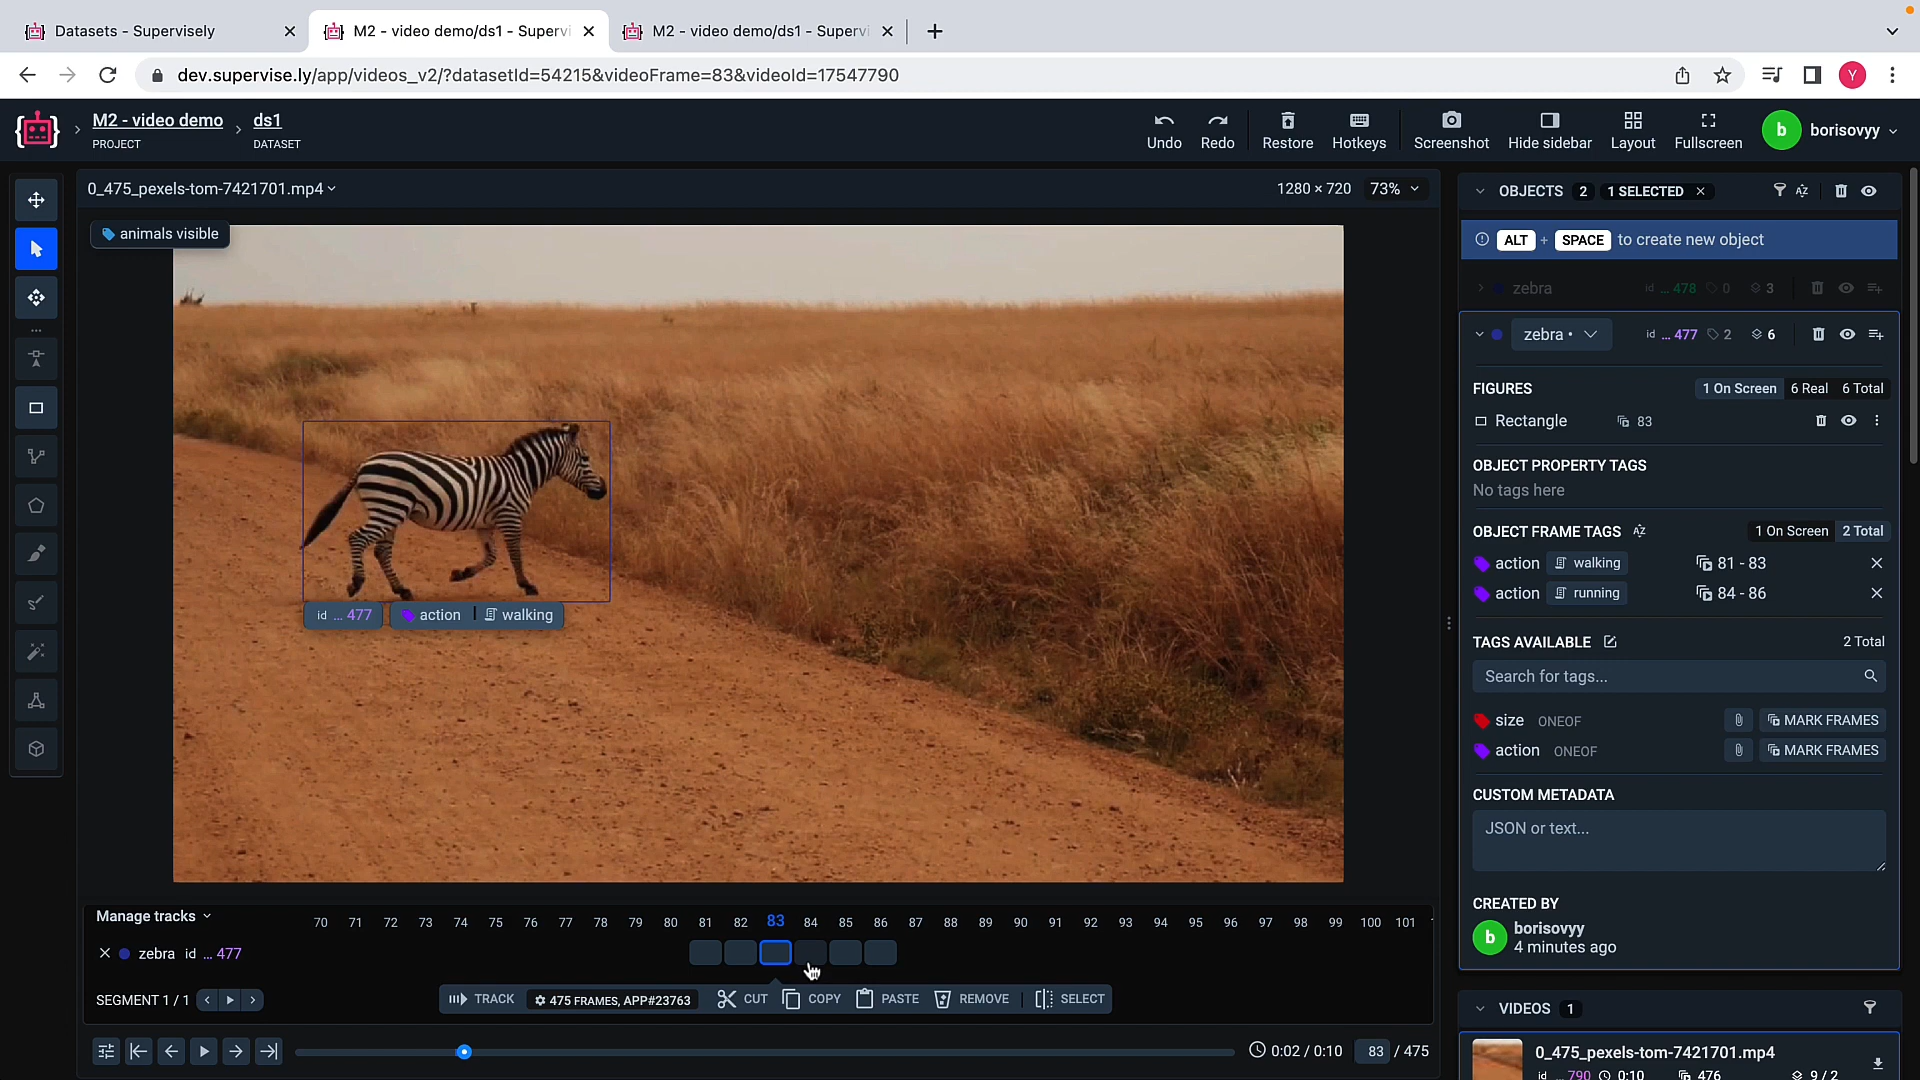 Datasets - Supervisely
M2 - video demo/ds1 - Supervi
M2 - video demo/ds1 - Supervi
dev.supervise.ly/app/videos_v2/?datasetId=54215&videoFrame=83&videoId=17547790
Y
M2 - video demo
PROJECT
ds1
DATASET
Undo
Redo
Restore
Hotkeys
Screenshot
Hide sidebar
Layout
Fullscreen
b borisovyy
0_475_pexels-tom-7421701.mp4
1280 × 720 73%
animals visible
id ... 477 action walking
OBJECTS 2 1 SELECTED
ALT + SPACE to create new object
zebra id ... 478 0 3
zebra • id ... 477 2 6
FIGURES 1 On Screen 6 Real 6 Total
Rectangle 83
OBJECT PROPERTY TAGS
No tags here
OBJECT FRAME TAGS 1 On Screen 2 Total
action walking 81 - 83
action running 84 - 86
TAGS AVAILABLE 2 Total
Search for tags...
size ONEOF MARK FRAMES
action ONEOF MARK FRAMES
CUSTOM METADATA
JSON or text...
CREATED BY
b borisovyy
4 minutes ago
VIDEOS 1
0_475_pexels-tom-7421701.mp4
id ... 790 0:10 476 9 / 2
Manage tracks
70 71 72 73 74 75 76 77 78 79 80 81 82 83 84 85 86 87 88 89 90 91 92 93 94 95 96 97 98 99 100 101
zebra id ... 477
SEGMENT 1 / 1
TRACK 475 FRAMES, APP#23763 CUT COPY PASTE REMOVE SELECT
0:02 / 0:10 83 / 475